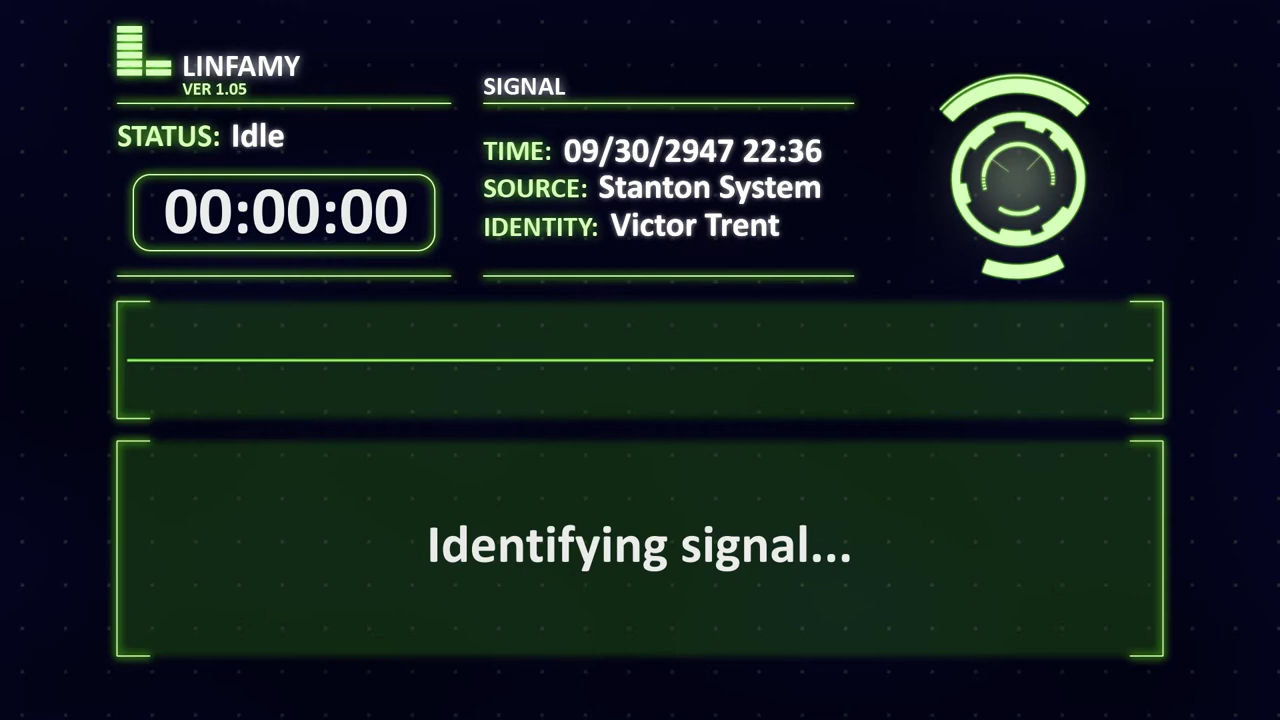 LINFAMY
VER 1.05
STATUS: Idle
00:00:00
SIGNAL
TIME: 09/30/2947 22:36
SOURCE: Stanton System
IDENTITY: Victor Trent
Identifying signal...